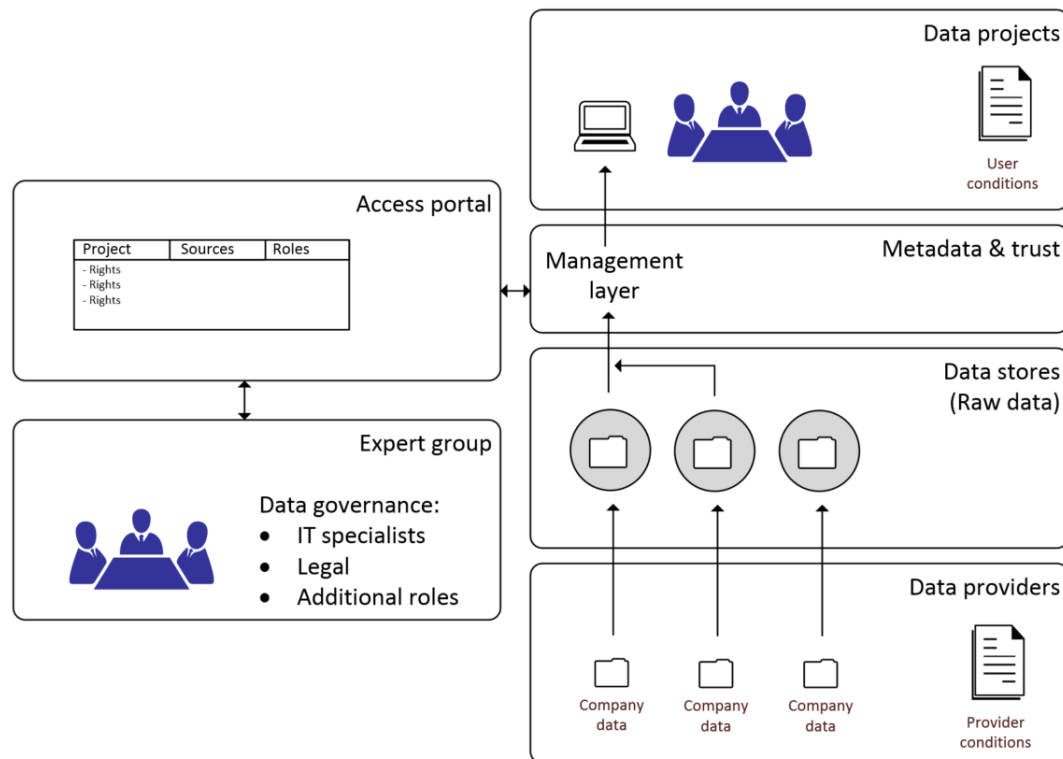 Data projects
User
conditions
Access portal
Project Sources Roles
- Rights
- Rights
- Rights
Metadata & trust
Management
layer
Data stores
(Raw data)
Expert group
Data governance:
• IT specialists
• Legal
• Additional roles
Data providers
Company
data
Company
data
Company
data
Provider
conditions